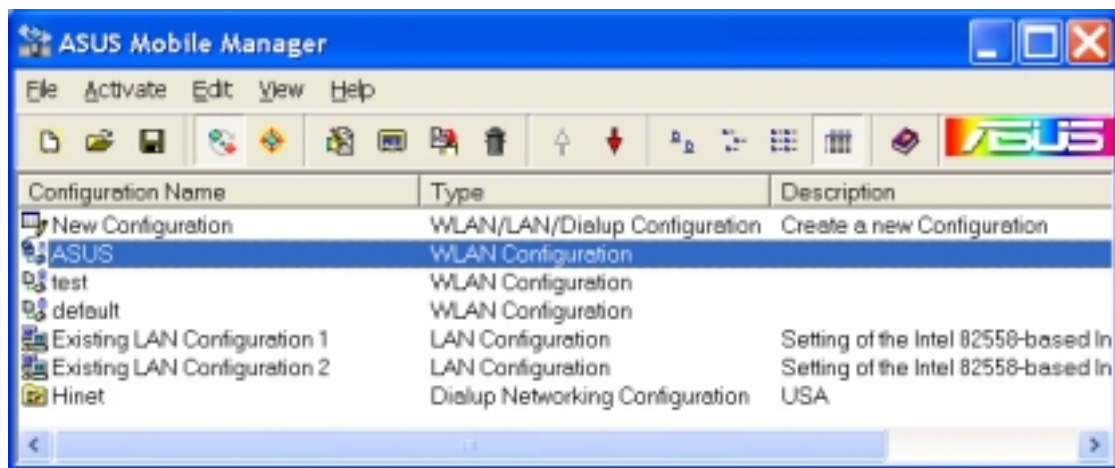 ASUS Mobile Manager
File Activate Edit View Help
ASUS
Configuration Name Type Description
New Configuration WLAN/LAN/Dialup Configuration Create a new Configuration
ASUS WLAN Configuration
test WLAN Configuration
default WLAN Configuration
Existing LAN Configuration 1 LAN Configuration Setting of the Intel 82558-based In
Existing LAN Configuration 2 LAN Configuration Setting of the Intel 82558-based In
Hinet Dialup Networking Configuration USA